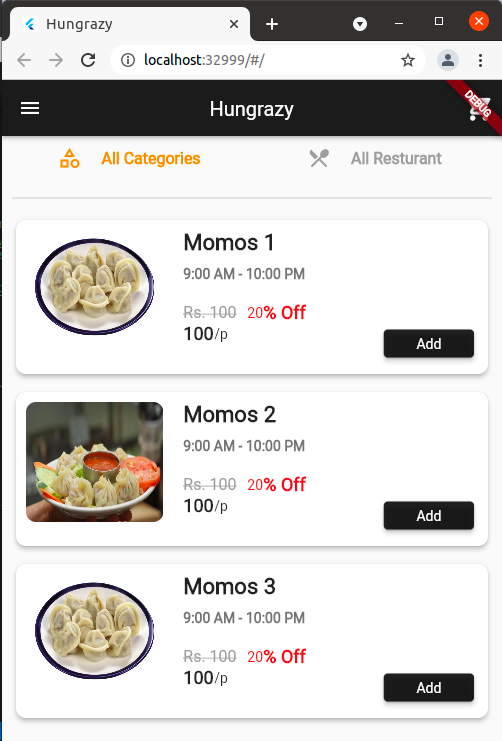 Hungrazy
localhost:32999/#/
Hungrazy
DEBUG
All Categories
All Resturant
Momos 1
9:00 AM - 10:00 PM
Rs. 100 20% Off
100/p
Add
Momos 2
9:00 AM - 10:00 PM
Rs. 100 20% Off
100/p
Add
Momos 3
9:00 AM - 10:00 PM
Rs. 100 20% Off
100/p
Add